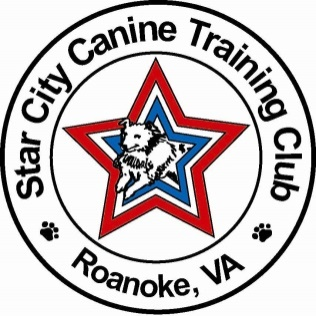 Star City Canine Training Club
Roanoke, VA